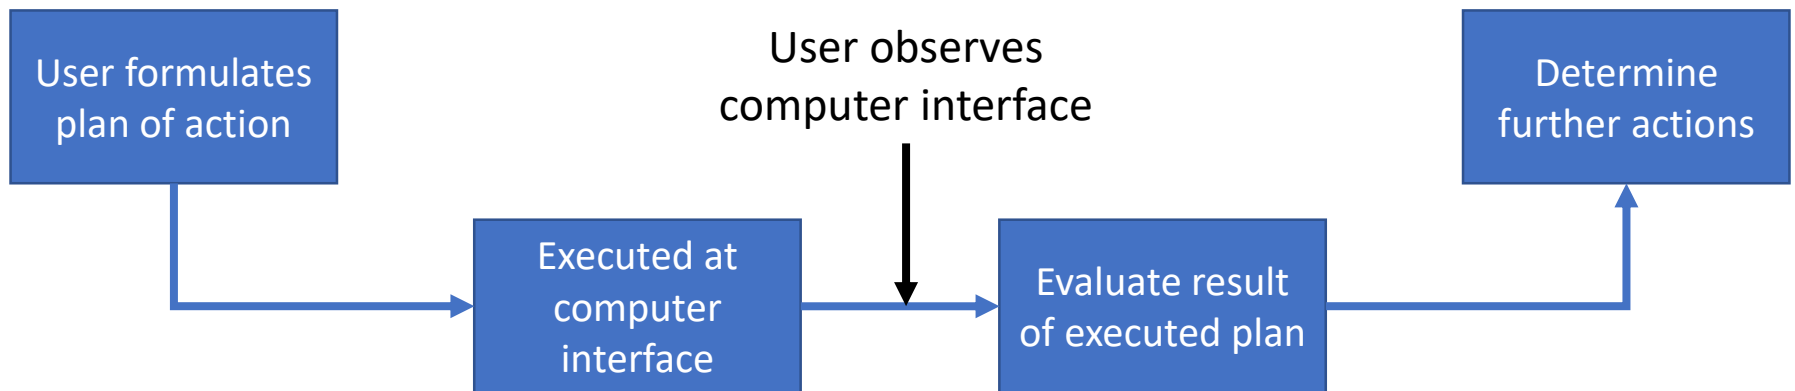 User formulates
plan of action
Executed at
computer
interface
User observes
computer interface
Evaluate result
of executed plan
Determine
further actions